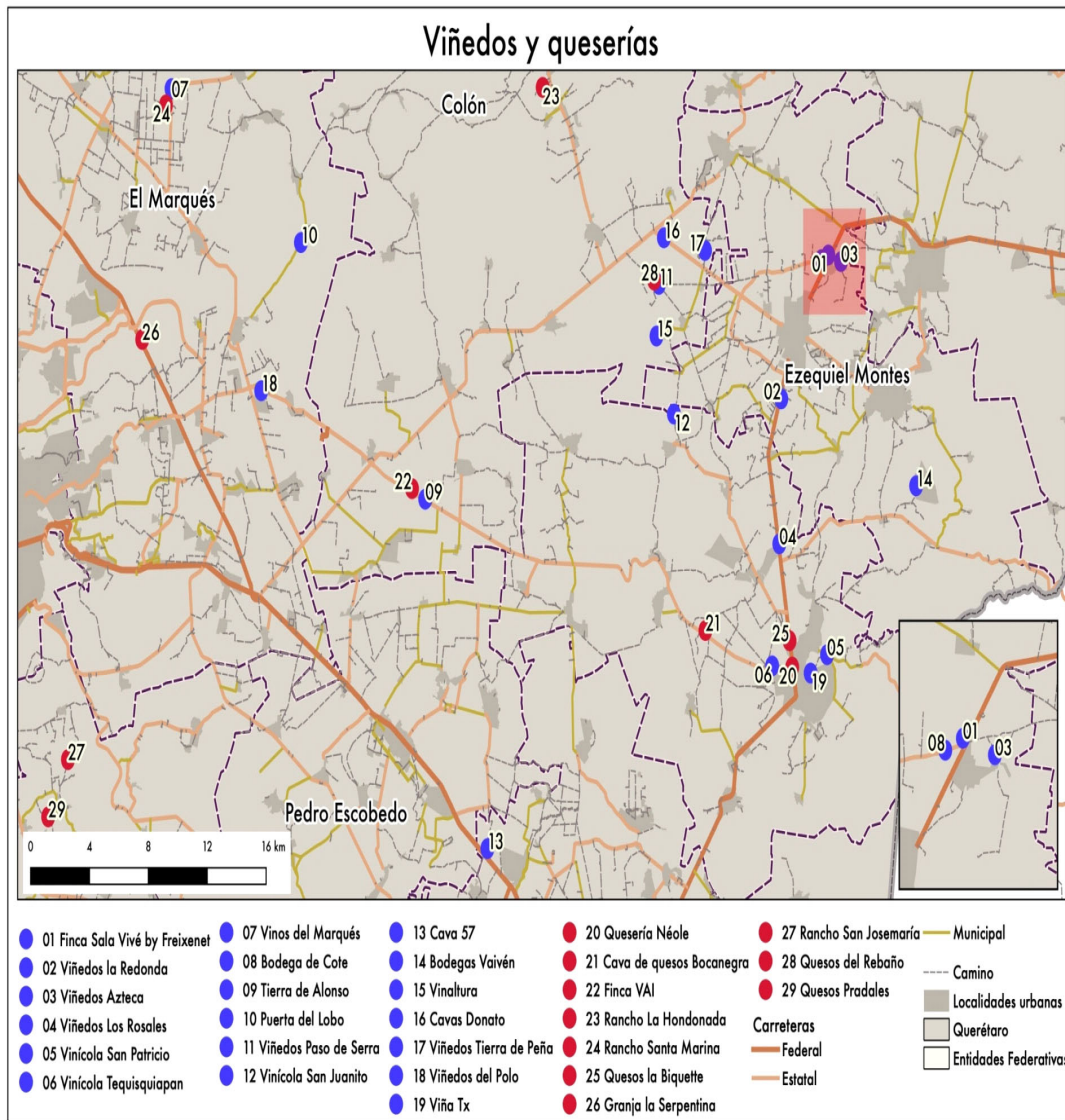 Viñedos y queserías
07
24
Colón
23
El Marqués
10
16
17
01
03
28
11
26
15
18
Ezequiel Montes
02
12
22
09
14
04
21
25
05
06
20
19
01
08
03
27
29
Pedro Escobedo
13
0 4 8 12 16 km
01 Finca Sala Vivé by Freixenet
02 Viñedos la Redonda
03 Viñedos Azteca
04 Viñedos Los Rosales
05 Vinícola San Patricio
06 Vinícola Tequisquiapan
07 Vinos del Marqués
08 Bodega de Cote
09 Tierra de Alonso
10 Puerta del Lobo
11 Viñedos Paso de Serra
12 Vinícola San Juanito
13 Cava 57
14 Bodegas Vaivén
15 Vinaltura
16 Cavas Donato
17 Viñedos Tierra de Peña
18 Viñedos del Polo
19 Viña Tx
20 Quesería Néole
21 Cava de quesos Bocanegra
22 Finca VAI
23 Rancho La Hondonada
24 Rancho Santa Marina
25 Quesos la Biquette
26 Granja la Serpentina
27 Rancho San Josemaría
28 Quesos del Rebaño
29 Quesos Pradales
Carreteras
Federal
Estatal
Municipal
Camino
Localidades urbanas
Querétaro
Entidades Federativas